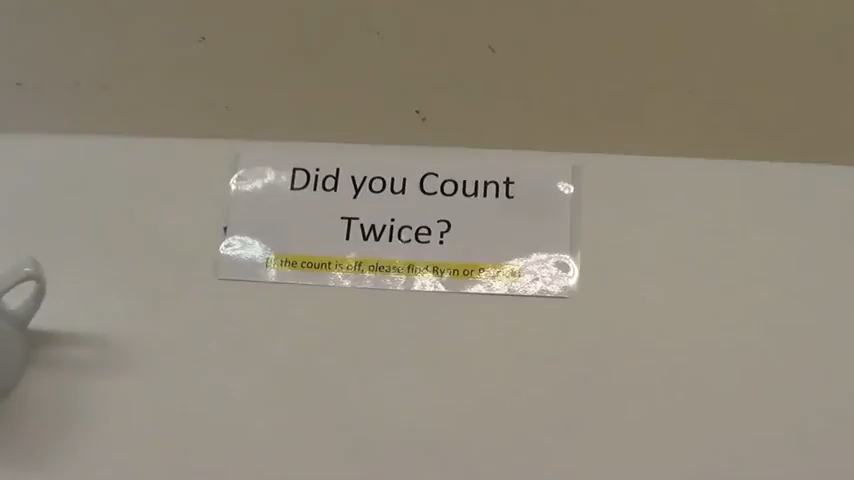 Did you Count
Twice?
the count is off, please find Ryan or